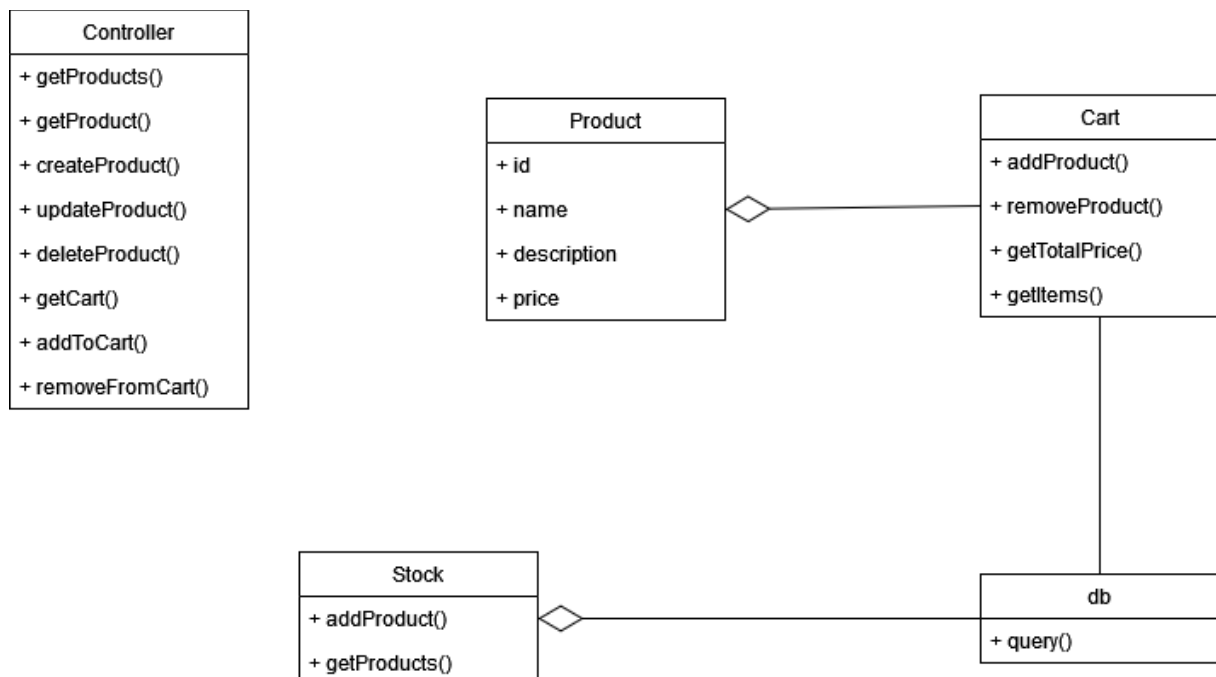 Controller
+ getProducts()
+ getProduct()
+ createProduct()
+ updateProduct()
+ deleteProduct()
+ getCart()
+ addToCart()
+ removeFromCart()
Product
+ id
+ name
+ description
+ price
Cart
+ addProduct()
+ removeProduct()
+ getTotalPrice()
+ getItems()
Stock
+ addProduct()
+ getProducts()
db
+ query()